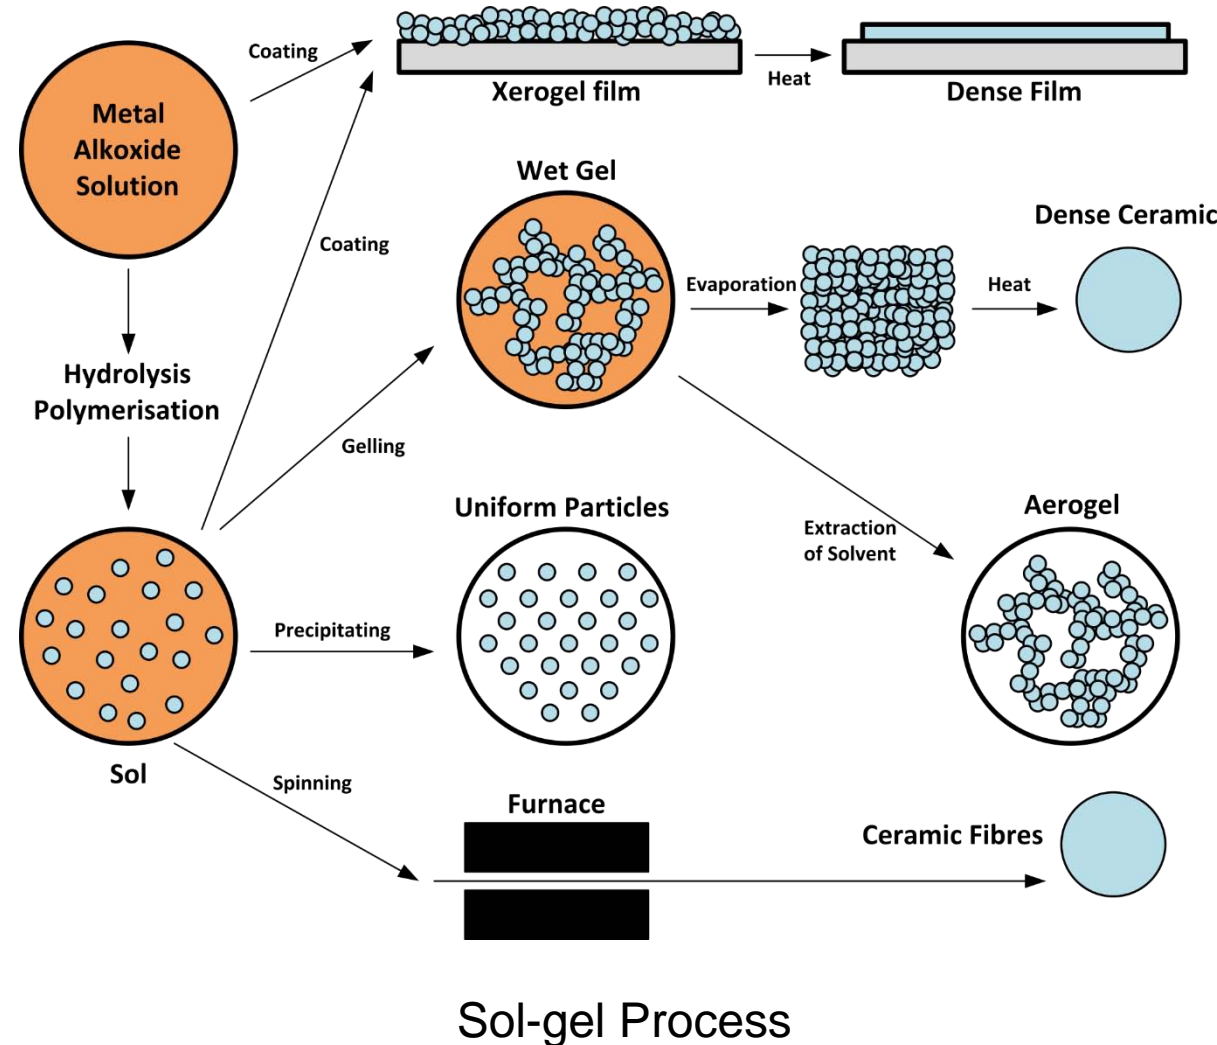 Metal
Alkoxide
Solution
Coating
Xerogel film
Heat
Dense Film
Hydrolysis
Polymerisation
Coating
Wet Gel
Gelling
Evaporation
Heat
Dense Ceramic
Extraction
of Solvent
Aerogel
Sol
Precipitating
Uniform Particles
Spinning
Furnace
Ceramic Fibres
Sol-gel Process